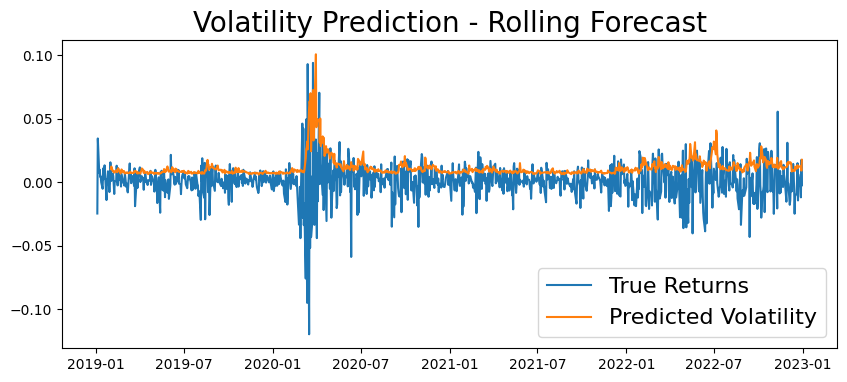 Volatility Prediction - Rolling Forecast
0.10
0.05
0.00
−0.05
−0.10
True Returns
Predicted Volatility
2019-01 2019-07 2020-01 2020-07 2021-01 2021-07 2022-01 2022-07 2023-01